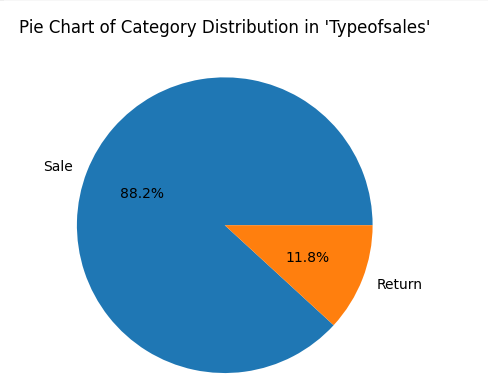 Pie Chart of Category Distribution in 'Typeofsales'
Sale
88.2%
11.8%
Return